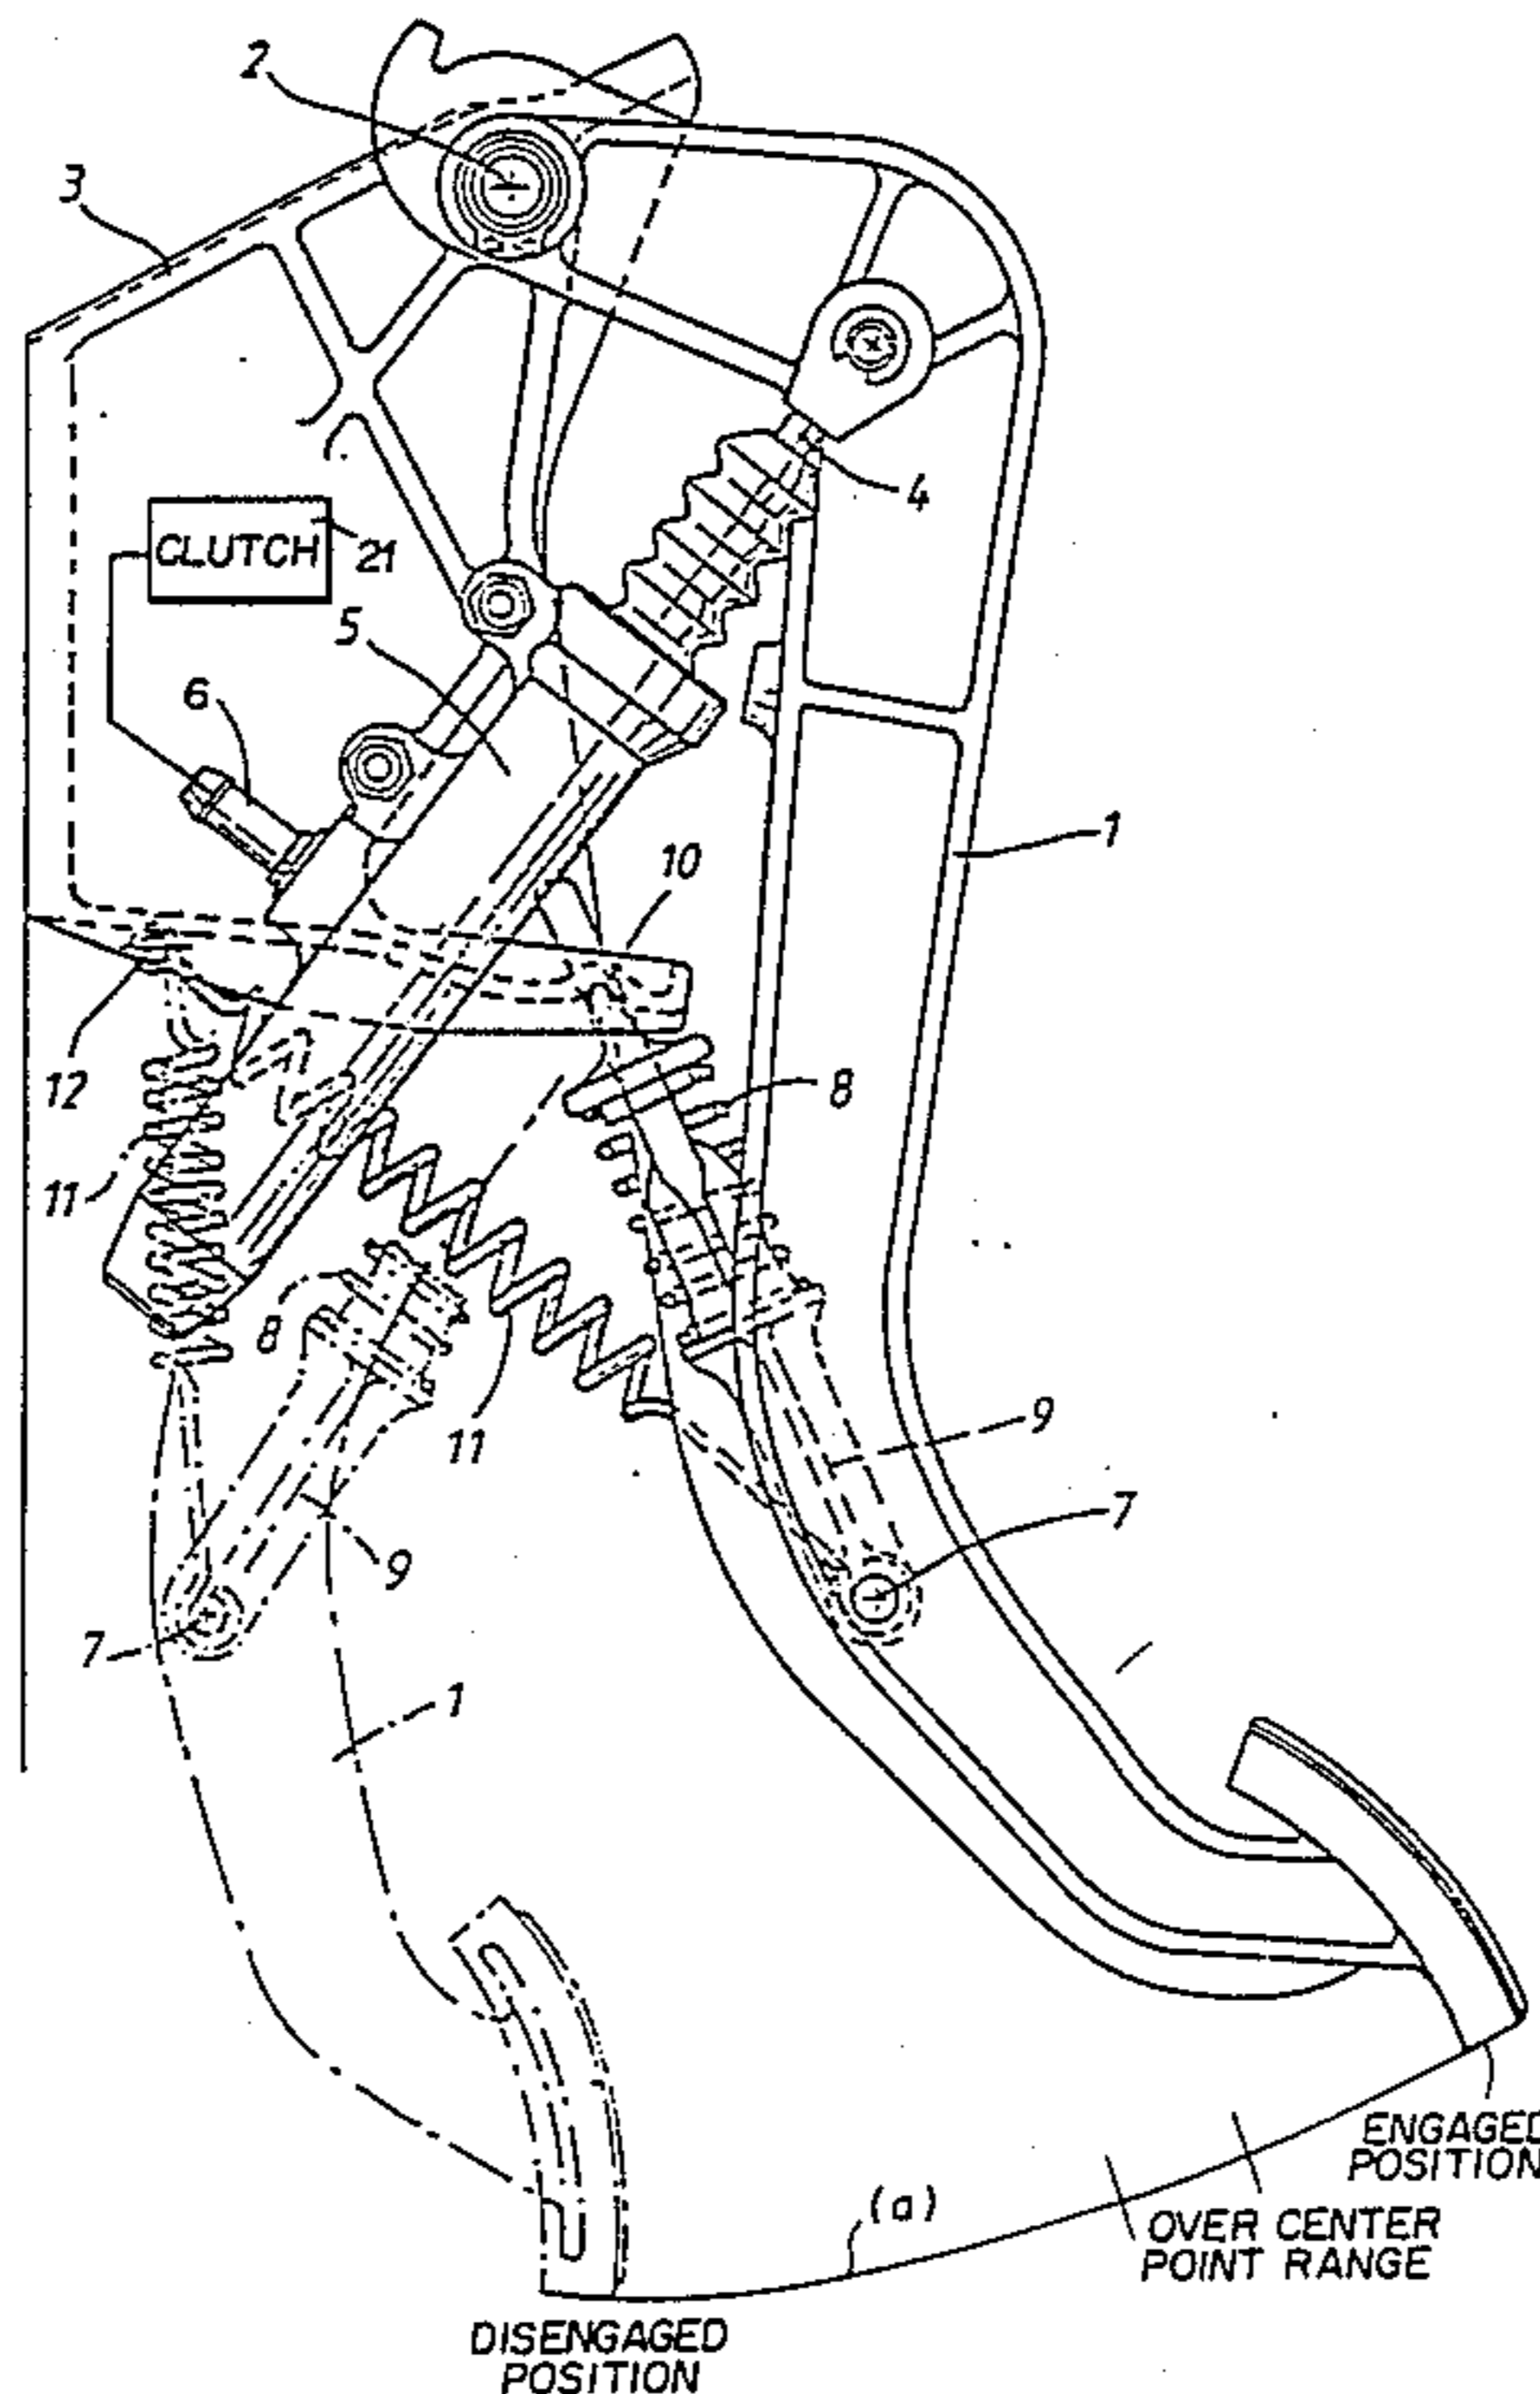 2
3
4
CLUTCH
21
5
6
1
10
8
12
11
8
11
9
7
9
7
1
ENGAGED
POSITION
(a)
OVER CENTER
POINT RANGE
DISENGAGED
POSITION